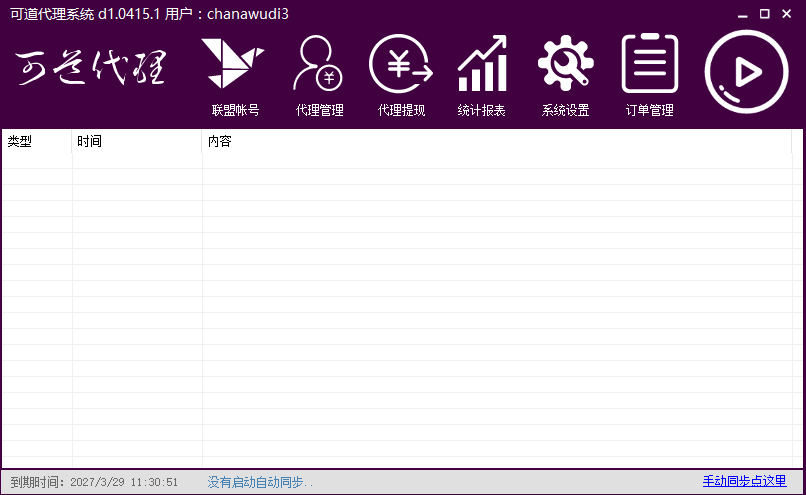 可道代理系统 d1.0415.1 用户：chanawudi3
可道代理
联盟帐号 代理管理 代理提现 统计报表 系统设置 订单管理
类型 时间 内容
到期时间: 2027/3/29 11:30:51 没有启动自动同步.. 手动同步点这里